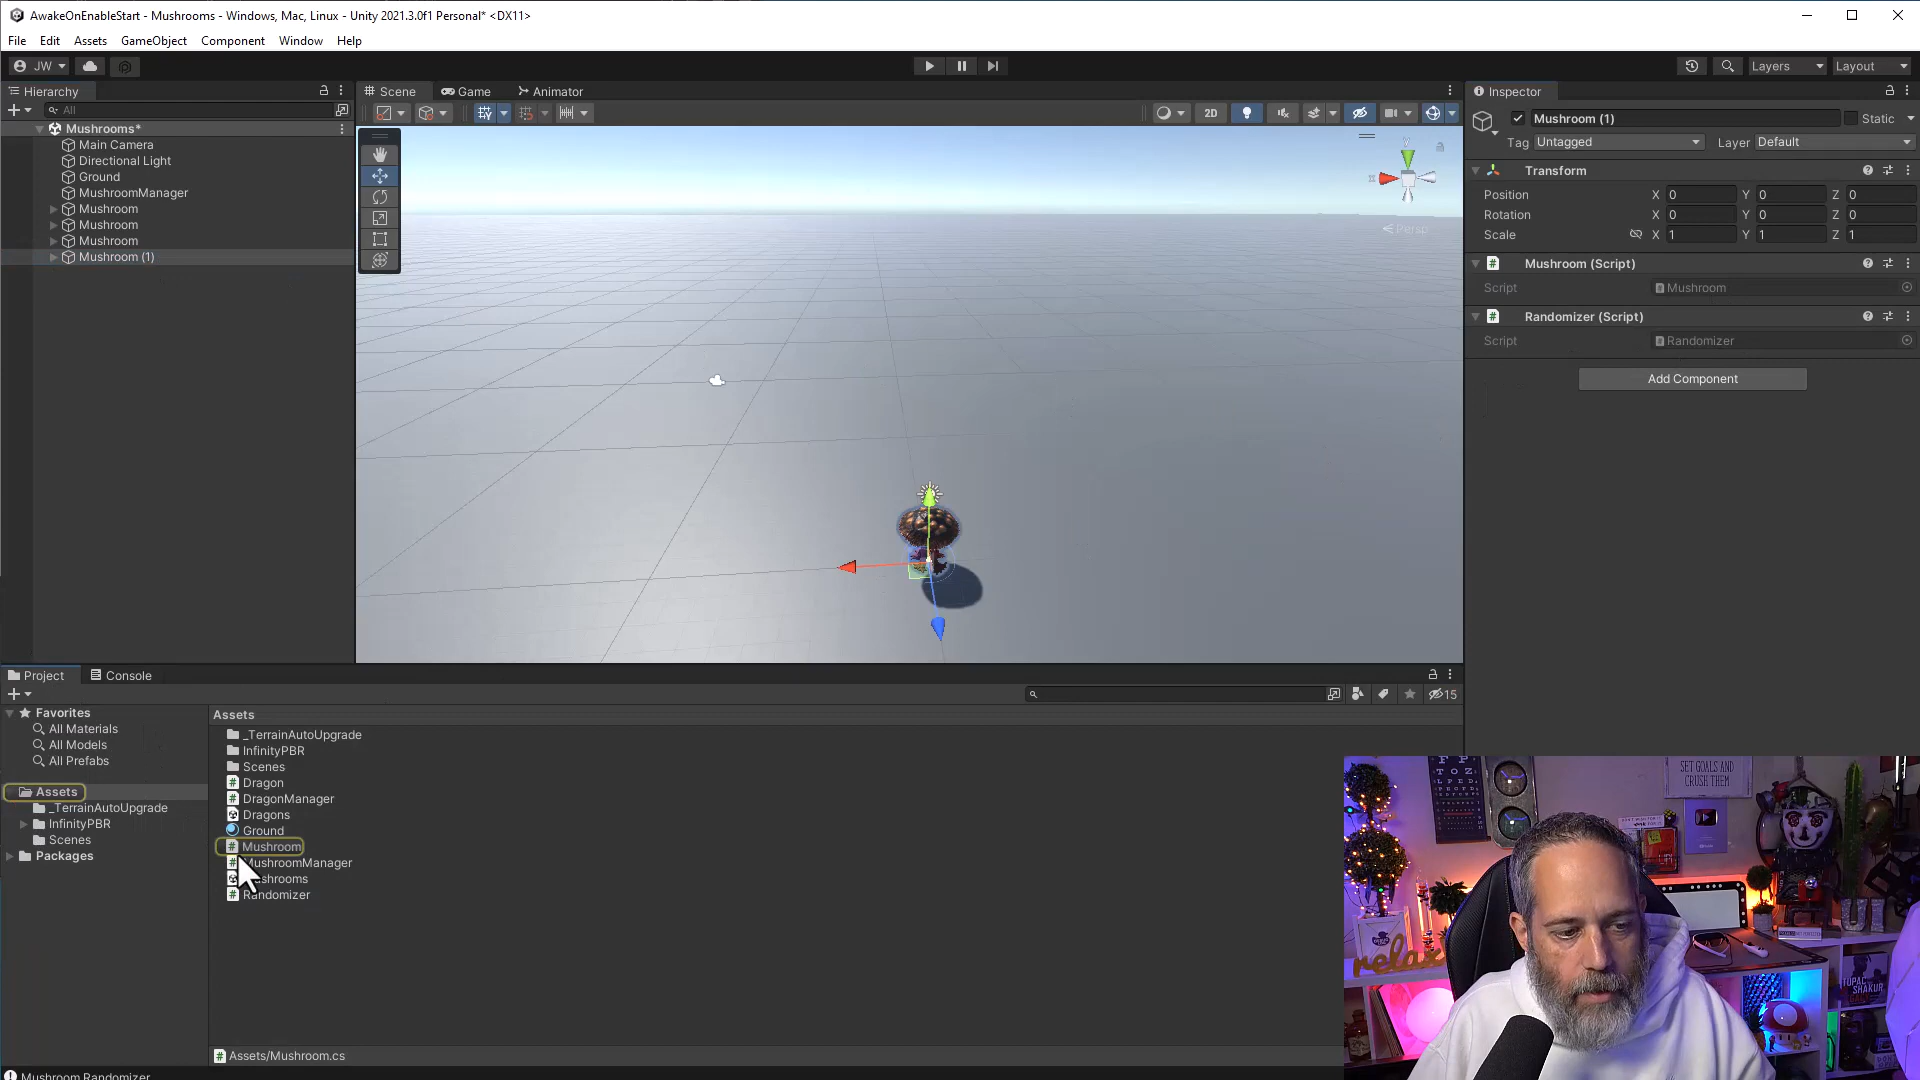 AwakeOnEnableStart - Mushrooms - Windows, Mac, Linux - Unity 2021.3.0f1 Personal* <DX11>
File Edit Assets GameObject Component Window Help
JW Layers Layout
Hierarchy
All
Mushrooms*
Main Camera
Directional Light
Ground
MushroomManager
Mushroom
Mushroom
Mushroom
Mushroom (1)
Scene Game Animator
2D
y
x
Persp
Inspector
Mushroom (1) Static
Tag Untagged Layer Default
Transform
Position X 0 Y 0 Z 0
Rotation X 0 Y 0 Z 0
Scale X 1 Y 1 Z 1
Mushroom (Script)
Script Mushroom
Randomizer (Script)
Script Randomizer
Add Component
Project Console
15
Favorites
All Materials
All Models
All Prefabs
Assets
_TerrainAutoUpgrade
InfinityPBR
Scenes
Packages
Assets
_TerrainAutoUpgrade
InfinityPBR
Scenes
Dragon
DragonManager
Dragons
Ground
Mushroom
MushroomManager
Randomizer
Assets/Mushroom.cs
Mushroom Randomizer
SET GOALS AND
CRUSH THEM
relax
TUPAC
SHAKUR